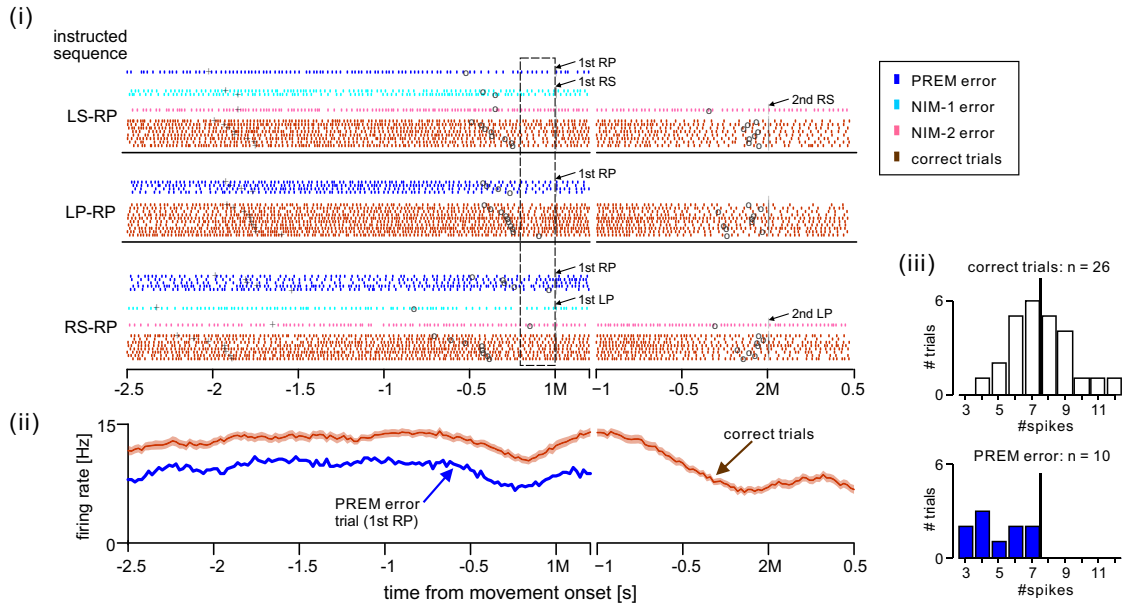 (i)
instructed
sequence
1st RP
1st RS
LS-RP
2nd RS
1st RP
LP-RP
1st RP
1st LP
RS-RP
2nd LP
-2.5 -2 -1.5 -1 -0.5 1M −1 -0.5 2M 0.5
PREM error
NIM-1 error
NIM-2 error
correct trials
(ii)
15
0
firing rate [Hz]
correct trials
PREM error
trial (1st RP)
-2.5 -2 -1.5 -1 -0.5 1M −1 -0.5 2M 0.5
time from movement onset [s]
(iii)
correct trials: n = 26
6
0
# trials
3 5 7 9 11
#spikes
PREM error: n = 10
6
0
# trials
3 5 7 9 11
#spikes